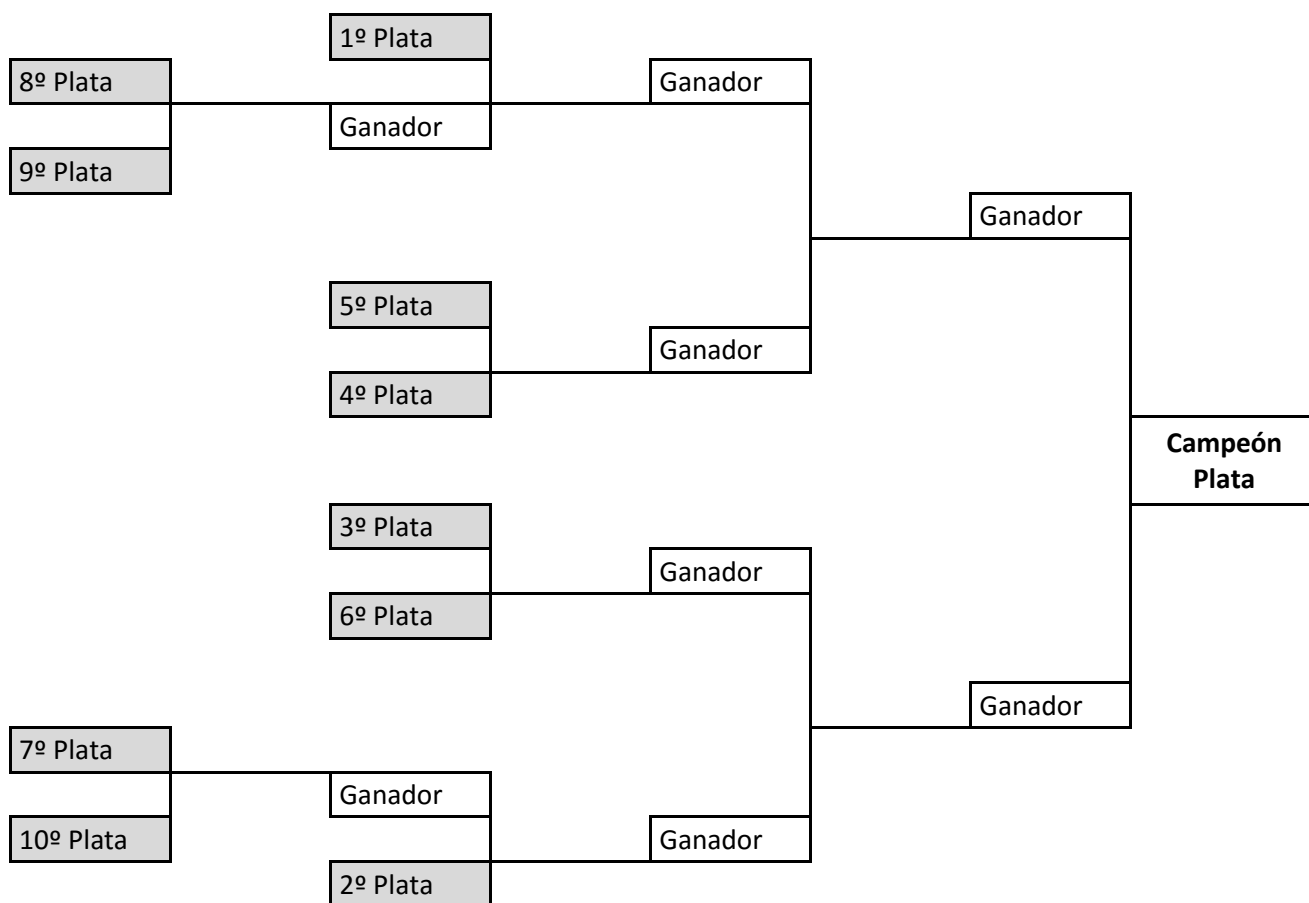 1º Plata
8º Plata
Ganador
Ganador
9º Plata
Ganador
5º Plata
Ganador
4º Plata
Campeón
Plata
3º Plata
Ganador
6º Plata
Ganador
7º Plata
Ganador
10º Plata
Ganador
2º Plata